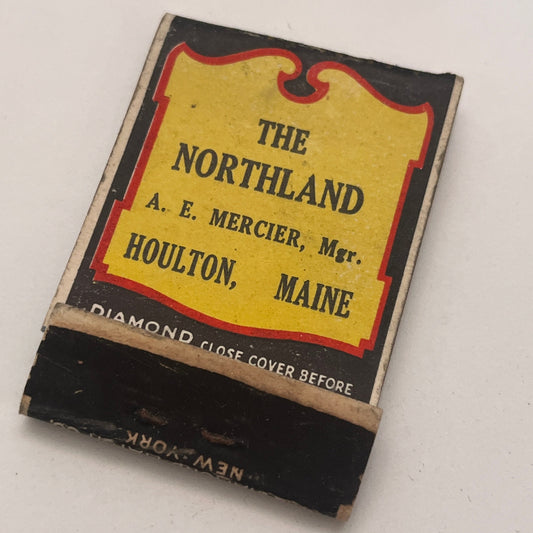 THE
NORTHLAND
A. E. MERCIER, Mgr.
HOULTON, MAINE
DIAMOND CLOSE COVER BEFORE
NEW YORK